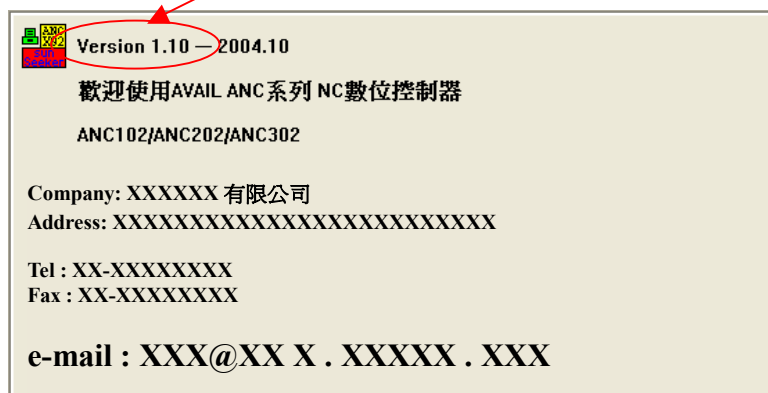 ANC
X02
sun
Seeker
Version 1.10 — 2004.10
歡迎使用AVAIL ANC系列 NC數位控制器
ANC102/ANC202/ANC302
Company: XXXXXX 有限公司
Address: XXXXXXXXXXXXXXXXXXXXXXXXX
Tel : XX-XXXXXXXX
Fax : XX-XXXXXXXX
e-mail : XXX@XX X . XXXXX . XXX